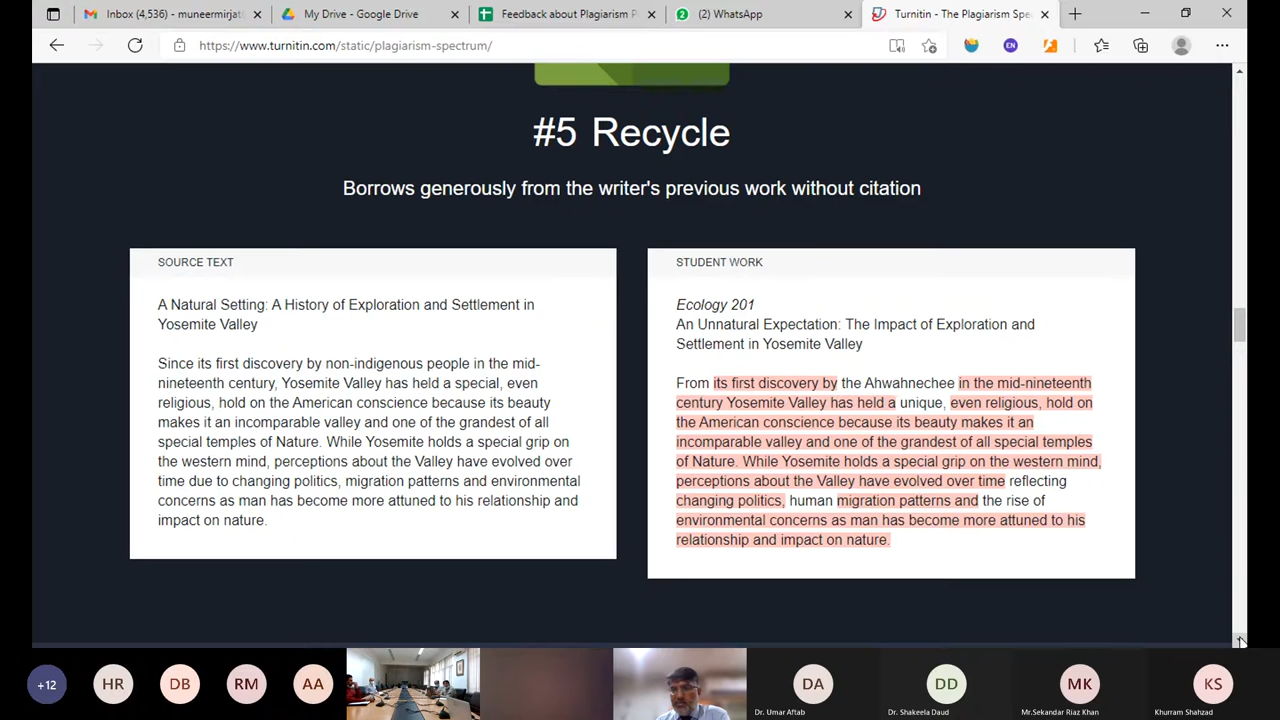 Inbox (4,536) - muneermirjat@
My Drive - Google Drive
Feedback about Plagiarism P
(2) WhatsApp
Turnitin - The Plagiarism Spec
https://www.turnitin.com/static/plagiarism-spectrum/
EN
#5 Recycle
Borrows generously from the writer's previous work without citation
SOURCE TEXT
A Natural Setting: A History of Exploration and Settlement in
Yosemite Valley
Since its first discovery by non-indigenous people in the mid-
nineteenth century, Yosemite Valley has held a special, even
religious, hold on the American conscience because its beauty
makes it an incomparable valley and one of the grandest of all
special temples of Nature. While Yosemite holds a special grip on
the western mind, perceptions about the Valley have evolved over
time due to changing politics, migration patterns and environmental
concerns as man has become more attuned to his relationship and
impact on nature.
STUDENT WORK
Ecology 201
An Unnatural Expectation: The Impact of Exploration and
Settlement in Yosemite Valley
From its first discovery by the Ahwahnechee in the mid-nineteenth
century Yosemite Valley has held a unique, even religious, hold on
the American conscience because its beauty makes it an
incomparable valley and one of the grandest of all special temples
of Nature. While Yosemite holds a special grip on the western mind,
perceptions about the Valley have evolved over time reflecting
changing politics, human migration patterns and the rise of
environmental concerns as man has become more attuned to his
relationship and impact on nature.
+12
HR
DB
RM
AA
DA
Dr. Umar Aftab
DD
Dr. Shakeela Daud
MK
Mr.Sekandar Riaz Khan
KS
Khurram Shahzad